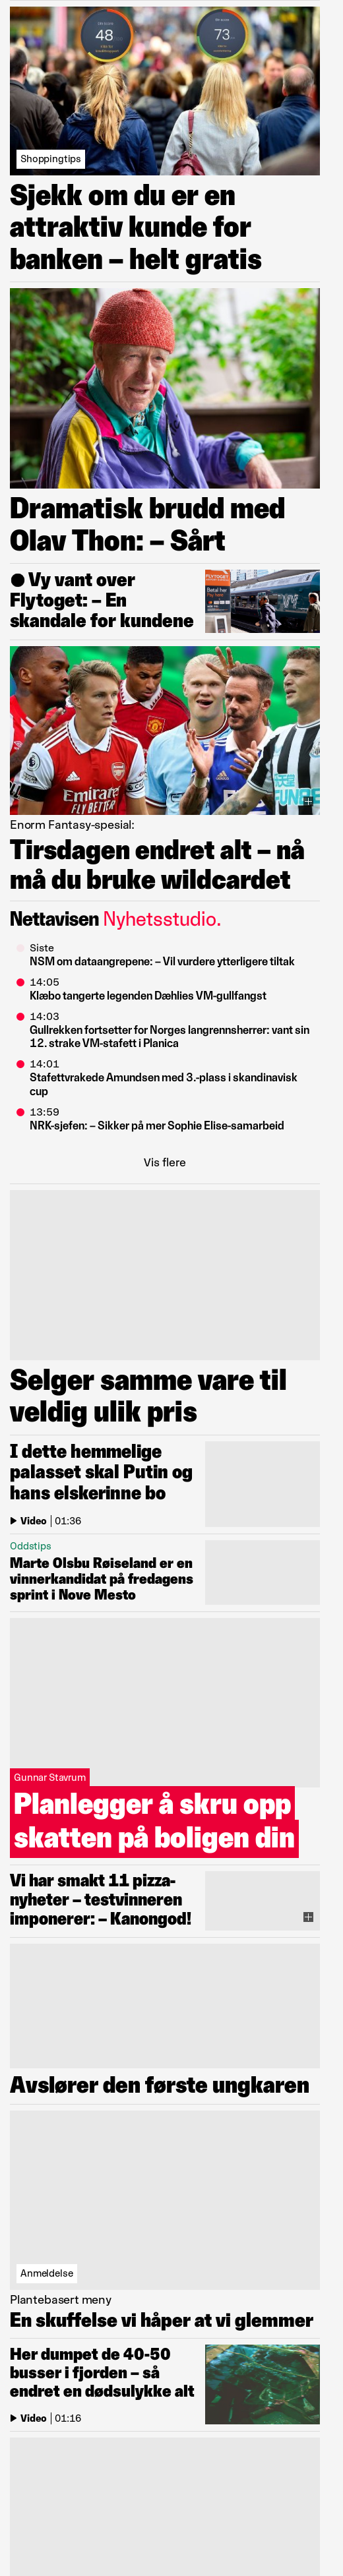 48
73
Shoppingtips
Sjekk om du er en
attraktiv kunde for
banken – helt gratis
Dramatisk brudd med
Olav Thon: – Sårt
● Vy vant over
Flytoget: – En
skandale for kundene
FLYTOGET
Emirates
FLY BETTER
Enorm Fantasy-spesial:
Tirsdagen endret alt – nå
må du bruke wildcardet
Nettavisen Nyhetsstudio.
Siste
NSM om dataangrepene: – Vil vurdere ytterligere tiltak
14:05
Klæbo tangerte legenden Dæhlies VM-gullfangst
14:03
Gullrekken fortsetter for Norges langrennsherrer: vant sin
12. strake VM-stafett i Planica
14:01
Stafettvrakede Amundsen med 3.-plass i skandinavisk
cup
13:59
NRK-sjefen: – Sikker på mer Sophie Elise-samarbeid
Vis flere
Selger samme vare til
veldig ulik pris
I dette hemmelige
palasset skal Putin og
hans elskerinne bo
Video | 01:36
Oddstips
Marte Olsbu Røiseland er en
vinnerkandidat på fredagens
sprint i Nove Mesto
Gunnar Stavrum
Planlegger å skru opp
skatten på boligen din
Vi har smakt 11 pizza-
nyheter – testvinneren
imponerer: – Kanongod!
Avslører den første ungkaren
Anmeldelse
Plantebasert meny
En skuffelse vi håper at vi glemmer
Her dumpet de 40-50
busser i fjorden – så
endret en dødsulykke alt
Video | 01:16